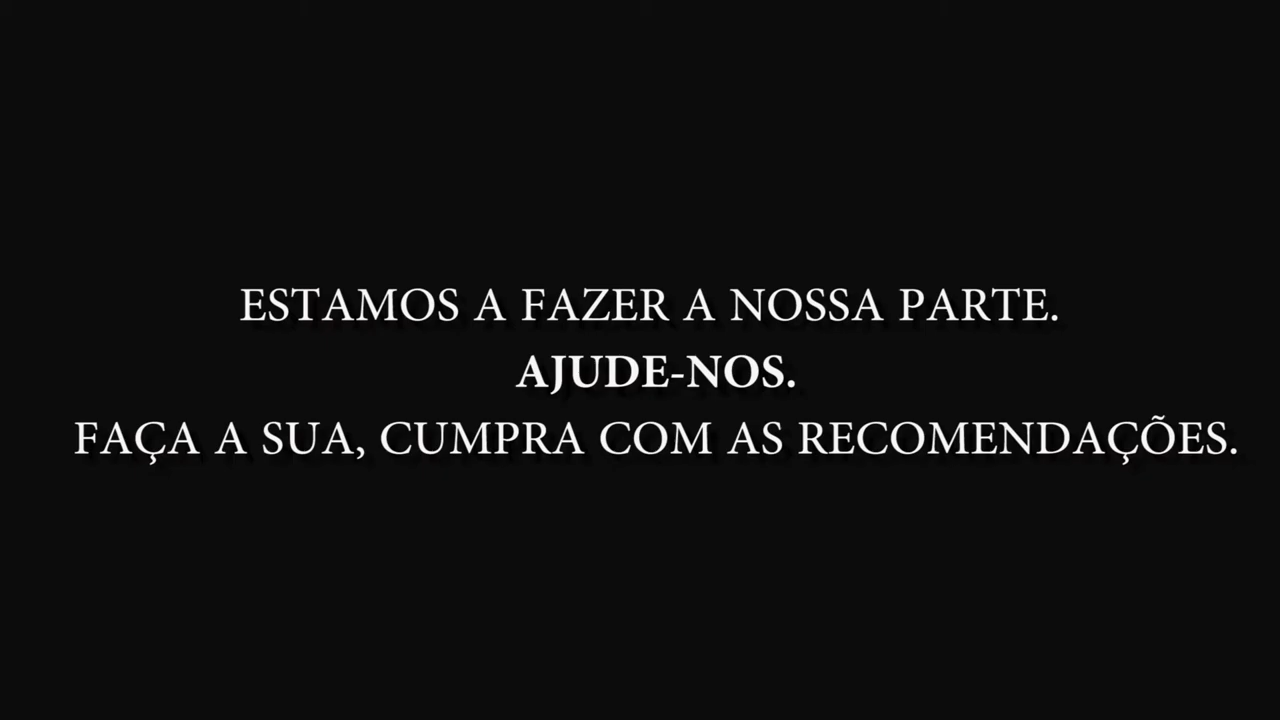 ESTAMOS A FAZER A NOSSA PARTE.
AJUDE-NOS.
FAÇA A SUA, CUMPRA COM AS RECOMENDAÇÕES.